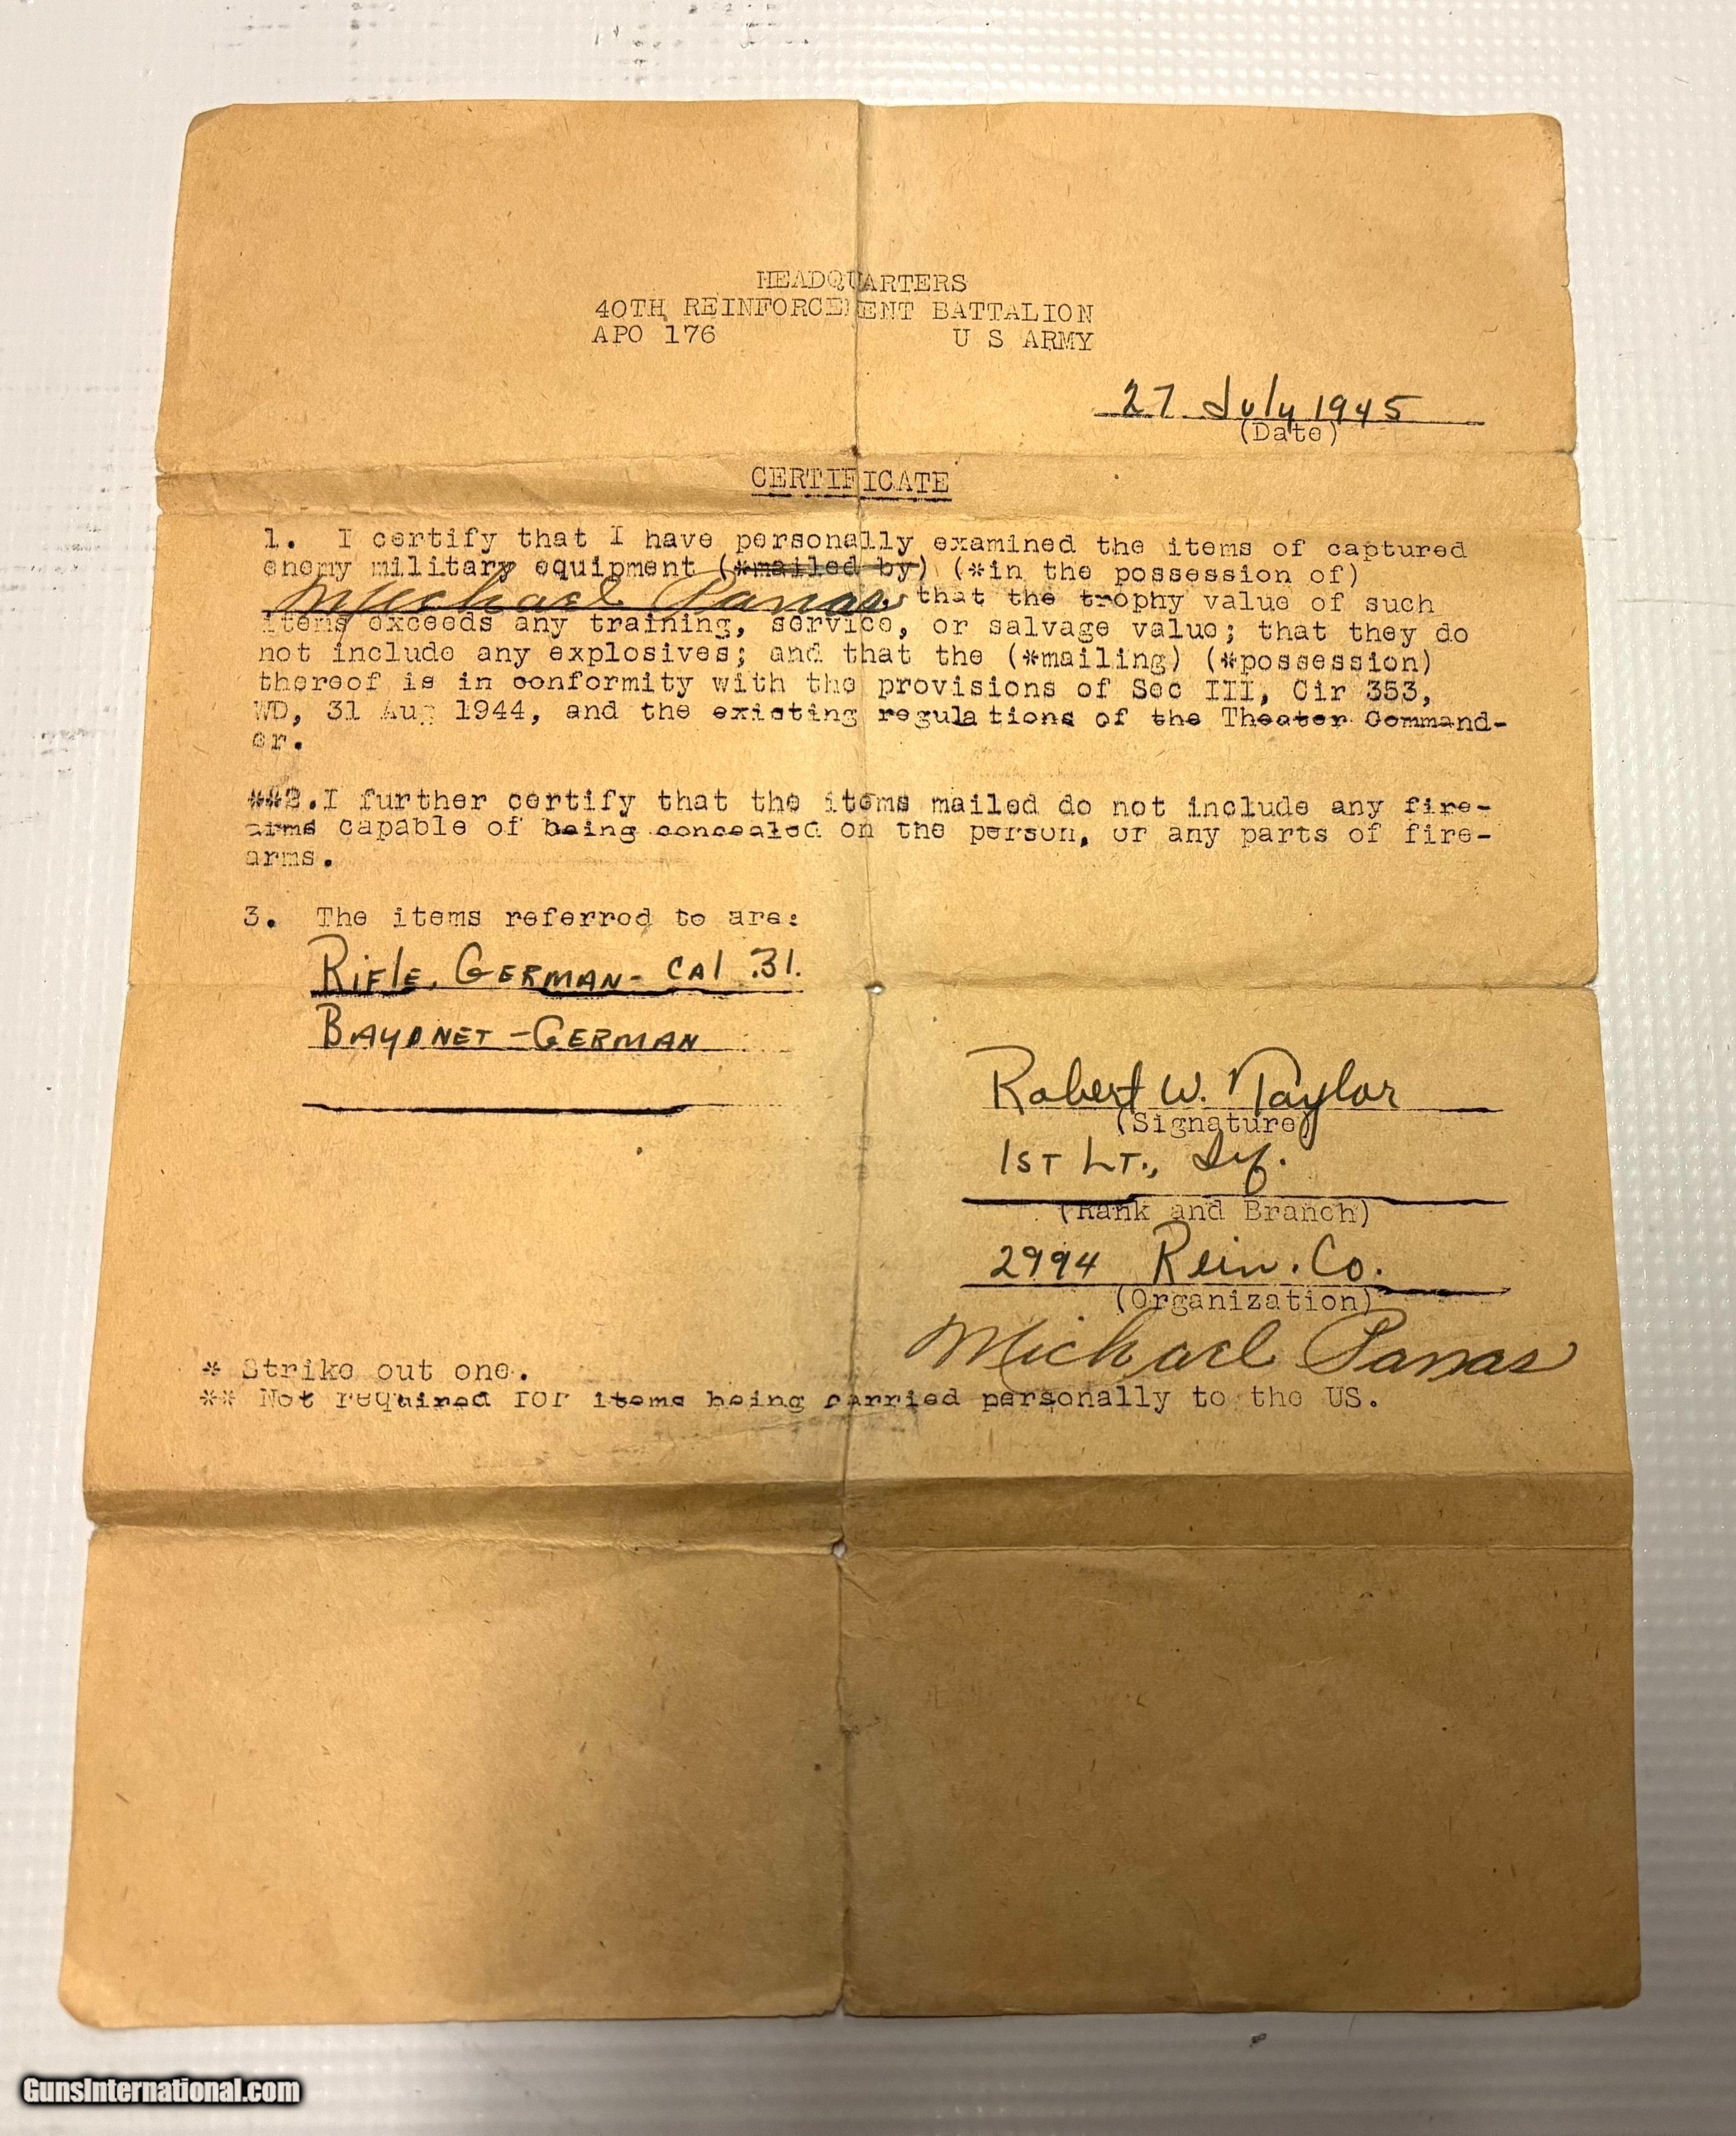 HEADQUARTERS
40TH REINFORCEMENT BATTALION
APO 176 U S ARMY
27 July 1945
(Date)
CERTIFICATE
1. I certify that I have personally examined the items of captured
enemy military equipment (*mailed by) (*in the possession of)
Michael Panas, that the trophy value of such
items exceeds any training, service, or salvage value; that they do
not include any explosives; and that the (*mailing) (*possession)
thereof is in conformity with the provisions of Sec III, Cir 353,
WD, 31 Aug 1944, and the existing regulations of the Theater Command-
er.
**2.I further certify that the items mailed do not include any fire-
arms capable of being concealed on the person, or any parts of fire-
arms.
3. The items referred to are:
RIFLE, GERMAN - CAl .31.
BAYONET - GERMAN
Robert W. Taylor
(Signature)
1ST LT., Inf.
(Rank and Branch)
2994 Rein. Co.
(Organization)
Michael Panas
* Strike out one.
** Not required for items being carried personally to the US.
GunsInternational.com